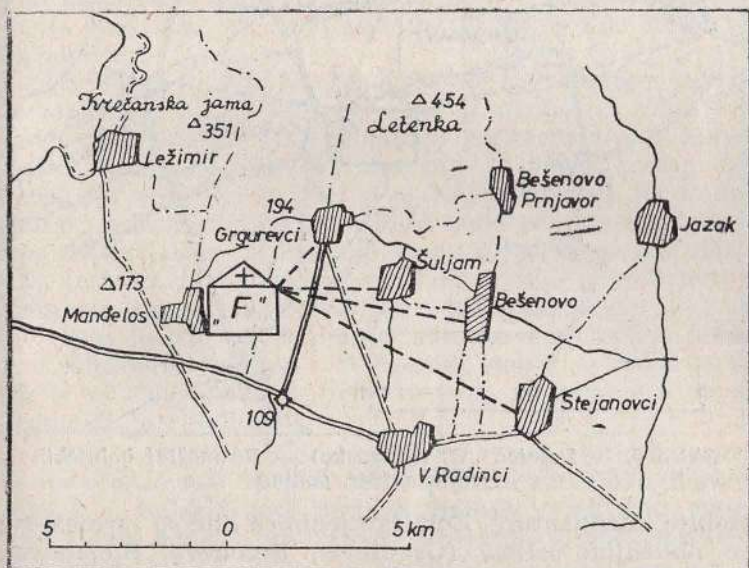 Krežanska jama
△351
△454
Letenka
Ležimir
Bešenovo
Prnjavor
194
Grgurevci
Jazak
Šuljam
△173
Manđelos
"F"
Bešenovo
Stejanovci
109
V. Radinci
5 0 5 km